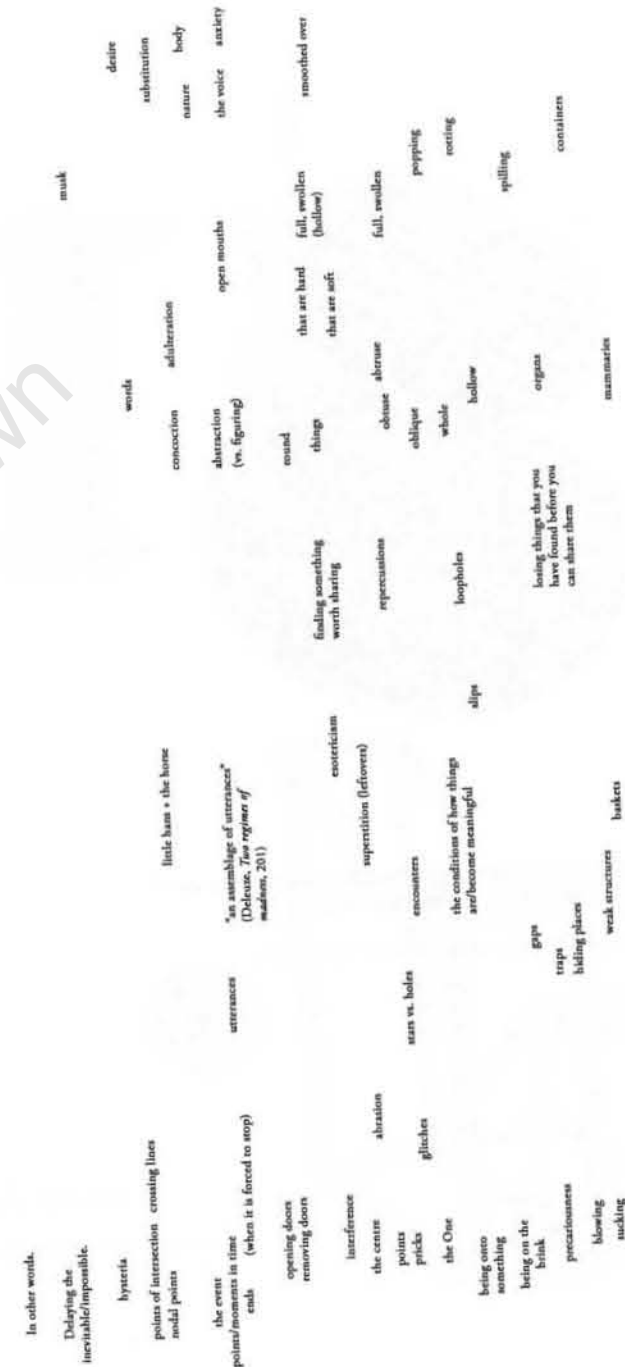 In other words.
musk
Delaying the
inevitable/impossible.
desire
hysteria
words
substitution
points of intersection crossing lines
nodal points
little hans + the horse
concoction
adulteration
nature
body
the event
points/moments in time
ends (when it is forced to stop)
utterances
"an assemblage of utterances"
(Deleuze, Two regimes of
madness, 201)
abstraction
(vs. figuring)
open mouths
the voice
anxiety
opening doors
removing doors
round
things
that are hard
that are soft
full, swollen
(hollow)
smoothed over
finding something
worth sharing
esotericism
interference
superstition (leftovers)
the centre
abrasion
repercussions
obtuse
abtruse
full, swollen
points
pricks
glitches
stars vs. holes
encounters
oblique
popping
the One
the conditions of how things
are/become meaningful
loopholes
whole
rotting
slips
hollow
being onto
something
spilling
being on the
brink
gaps
losing things that you
have found before you
can share them
organs
containers
precariousness
traps
hiding places
blowing
sucking
weak structures
baskets
mammaries